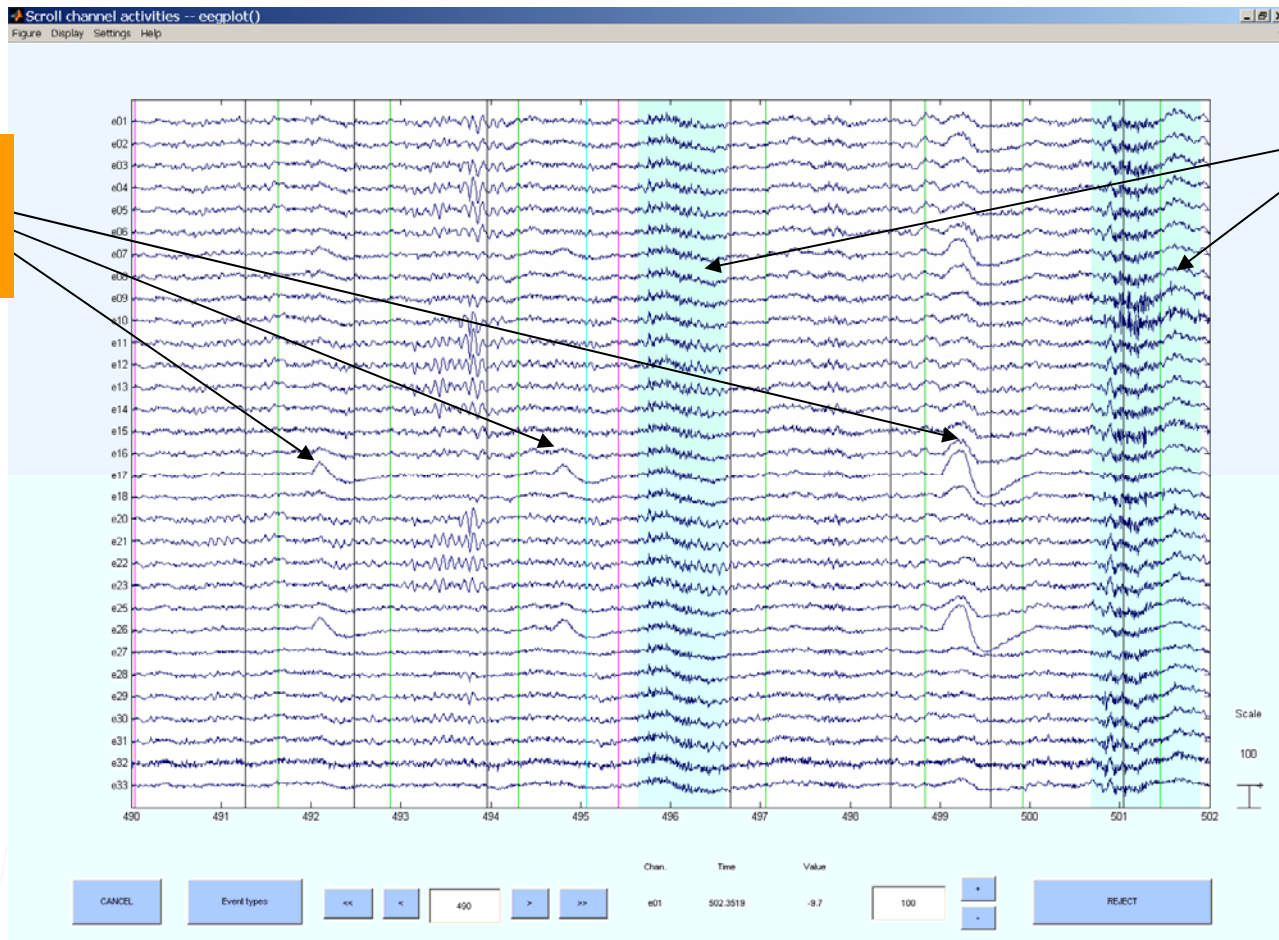 Scroll channel activities -- eegplot()
Figure Display Settings Help
e01
e02
e03
e04
e05
e06
e07
e08
e09
e10
e11
e12
e13
e14
e15
e16
e17
e18
e20
e21
e22
e23
e25
e26
e27
e28
e29
e30
e31
e32
e33
490 491 492 493 494 495 496 497 498 499 500 501 502
Scale
100
Chan. Time Value
CANCEL Event types << < 490 > >> e01 502.3519 -9.7 100 + - REJECT